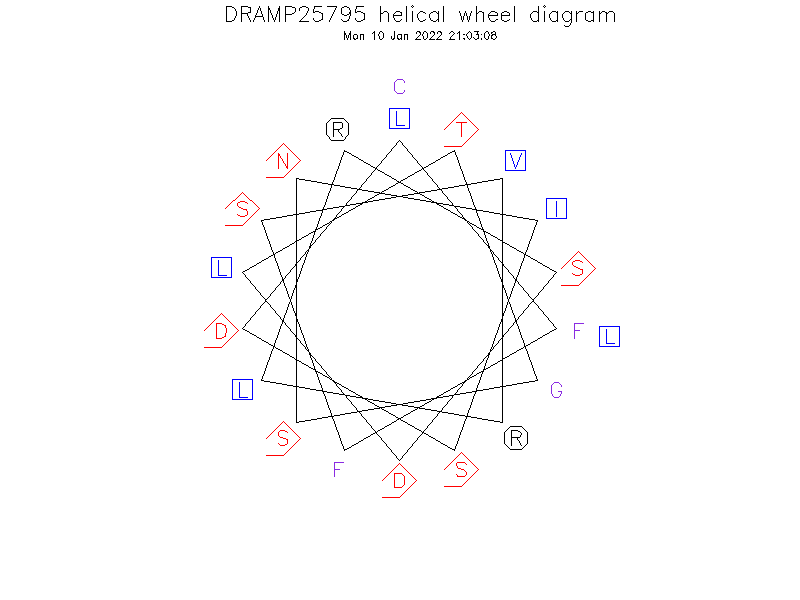 DRAMP25795 helical wheel diagram
Mon 10 Jan 2022 21:03:08
C
R L T
N V
S I
L S
D F L
L G
S R
F D S